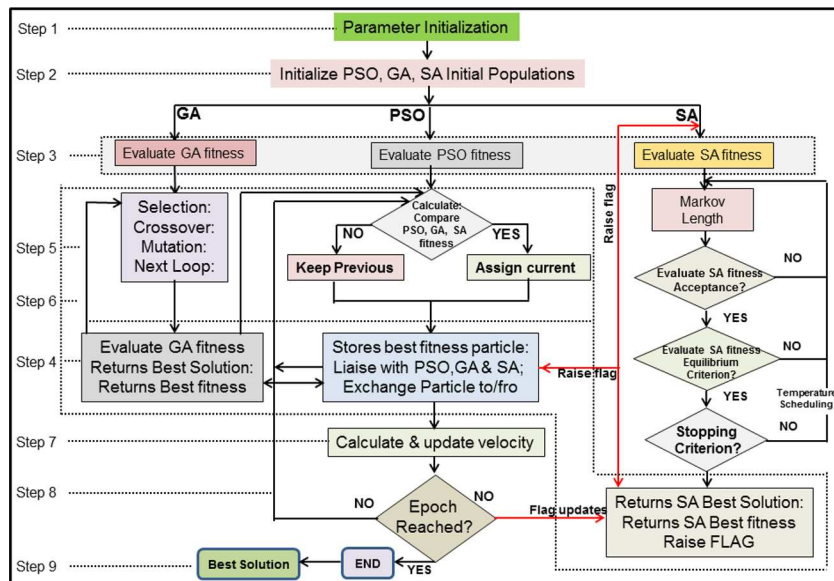 Step 1
Parameter Initialization
Step 2
Initialize PSO, GA, SA Initial Populations
GA
PSO
SA
Step 3
Evaluate GA fitness
Evaluate PSO fitness
Evaluate SA fitness
Raise flag
Selection:
Crossover:
Mutation:
Next Loop:
Calculate:
Compare
PSO, GA, SA
fitness
Markov
Length
Step 5
NO
YES
NO
Keep Previous
Assign current
Evaluate SA fitness
Acceptance?
Step 6
YES
Step 4
Evaluate GA fitness
Returns Best Solution:
Returns Best fitness
Stores best fitness particle:
Liaise with PSO,GA & SA;
Exchange Particle to/fro
Raise flag
Evaluate SA fitness
Equilibrium
Criterion?
NO
YES
Temperature
Scheduling
Step 7
Calculate & update velocity
Stopping
Criterion?
NO
Step 8
NO
NO
Epoch
Reached?
Flag updates
Returns SA Best Solution:
Returns SA Best fitness
Raise FLAG
Step 9
Best Solution
END
YES